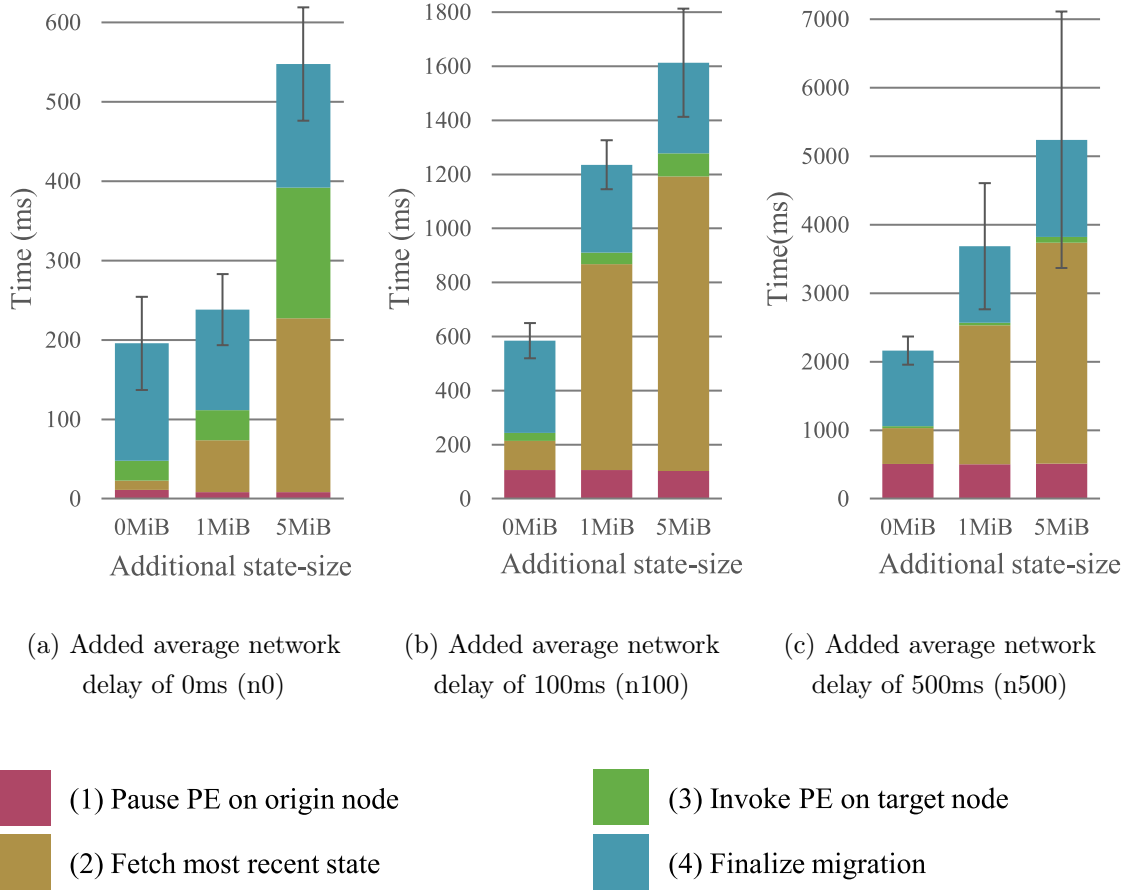 600
500
400
300
200
100
0
Time (ms)
0MiB 1MiB 5MiB
Additional state-size
1800
1600
1400
1200
1000
800
600
400
200
0
Time (ms)
0MiB 1MiB 5MiB
Additional state-size
7000
6000
5000
4000
3000
2000
1000
0
Time(ms)
0MiB 1MiB 5MiB
Additional state-size
(a) Added average network
delay of 0ms (n0)
(b) Added average network
delay of 100ms (n100)
(c) Added average network
delay of 500ms (n500)
(1) Pause PE on origin node
(2) Fetch most recent state
(3) Invoke PE on target node
(4) Finalize migration